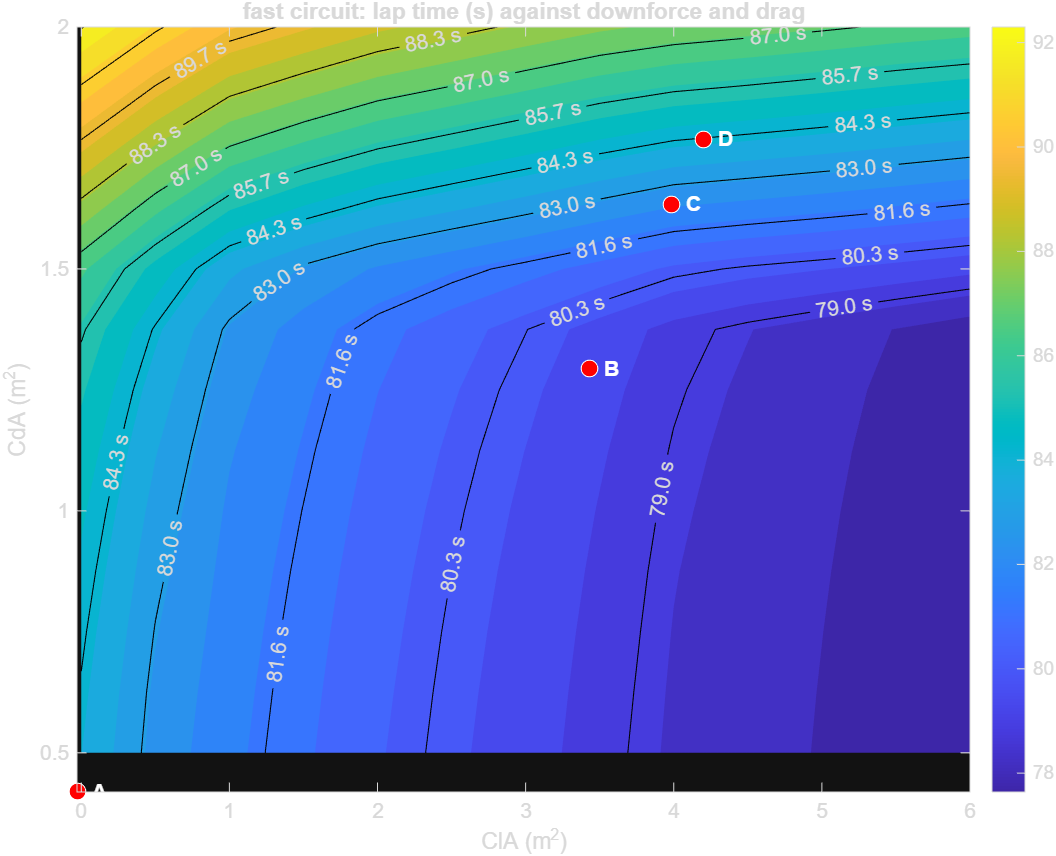 fast circuit: lap time (s) against downforce and drag
2
1.5
1
0.5
CdA (m²)
0
1
2
3
4
5
6
ClA (m²)
89.7 s
88.3 s
87.0 s
88.3 s
87.0 s
85.7 s
87.0 s
85.7 s
84.3 s
D
85.7 s
84.3 s
83.0 s
84.3 s
83.0 s
C
81.6 s
83.0 s
81.6 s
80.3 s
80.3 s
79.0 s
81.6 s
B
84.3 s
79.0 s
83.0 s
80.3 s
81.6 s
A
92
90
88
86
84
82
80
78